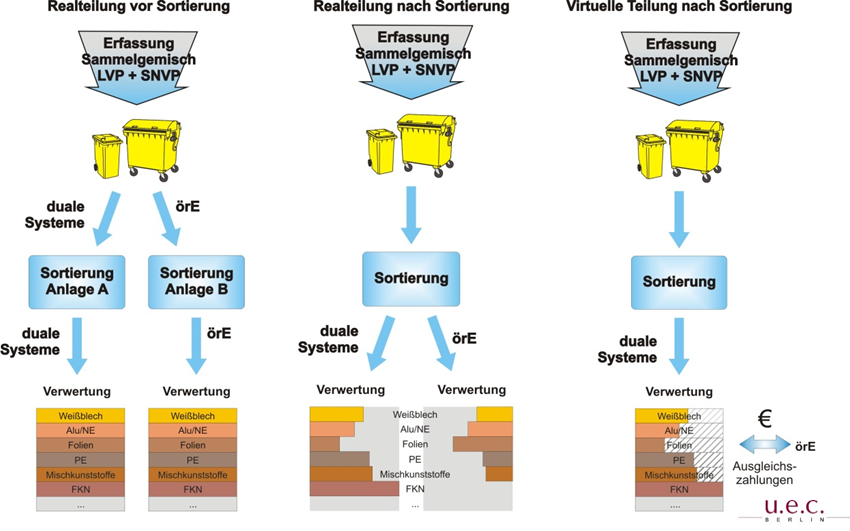 Realteilung vor Sortierung
Erfassung
Sammelgemisch
LVP + SNVP
duale
Systeme
örE
Sortierung
Anlage A
Sortierung
Anlage B
duale
Systeme
örE
Verwertung
Verwertung
Weißblech
Alu/NE
Folien
PE
Mischkunststoffe
FKN
...
Weißblech
Alu/NE
Folien
PE
Mischkunststoffe
FKN
...
Realteilung nach Sortierung
Erfassung
Sammelgemisch
LVP + SNVP
Sortierung
duale
Systeme
örE
Verwertung
Verwertung
Weißblech
Alu/NE
Folien
PE
Mischkunststoffe
FKN
...
Virtuelle Teilung nach Sortierung
Erfassung
Sammelgemisch
LVP + SNVP
Sortierung
duale
Systeme
Verwertung
Weißblech
Alu/NE
Folien
PE
Mischkunststoffe
FKN
....
€
örE
Ausgleichs-
zahlungen
u.e.c.
BERLIN